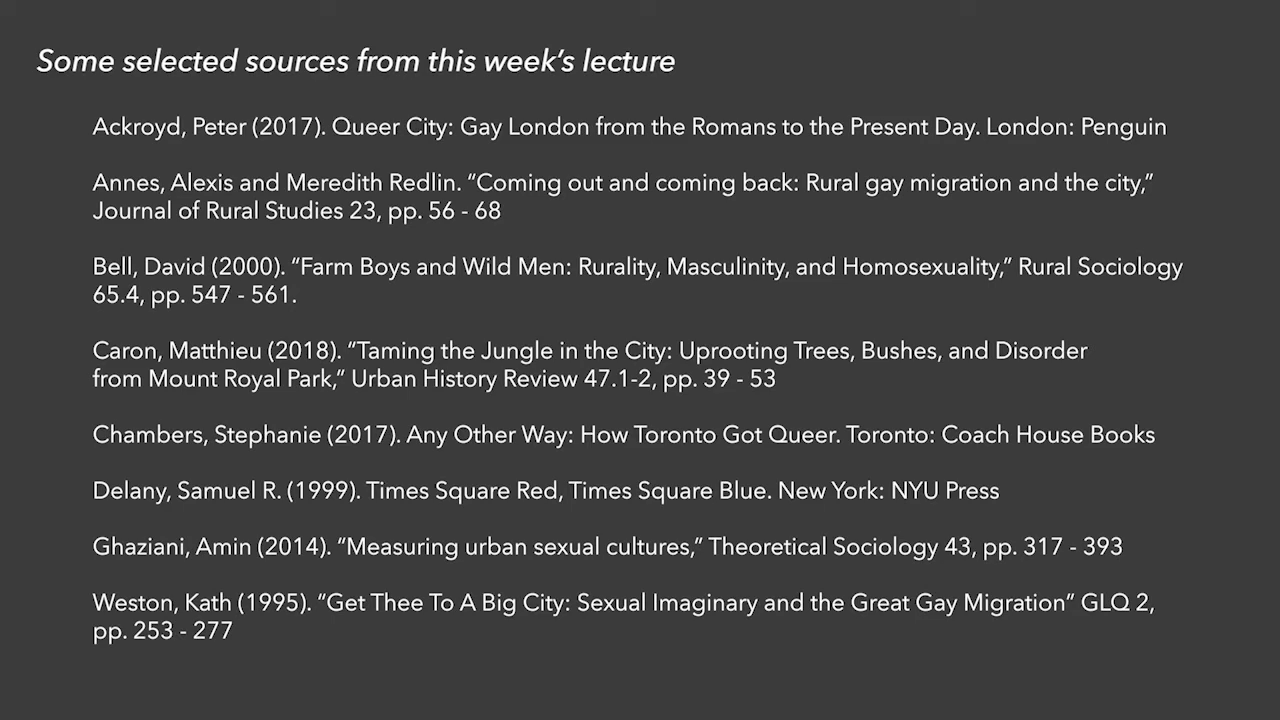 Some selected sources from this week‘s lecture
Ackroyd, Peter (2017). Queer City: Gay London from the Romans to the Present Day. London: Penguin
Annes, Alexis and Meredith Redlin. “Coming out and coming back: Rural gay migration and the city,”
Journal of Rural Studies 23, pp. 56 - 68
Bell, David (2000). “Farm Boys and Wild Men: Rurality, Masculinity, and Homosexuality,” Rural Sociology
65.4, pp. 547 - 561.
Caron, Matthieu (2018). “Taming the Jungle in the City: Uprooting Trees, Bushes, and Disorder
from Mount Royal Park,” Urban History Review 47.1-2, pp. 39 - 53
Chambers, Stephanie (2017). Any Other Way: How Toronto Got Queer. Toronto: Coach House Books
Delany, Samuel R. (1999). Times Square Red, Times Square Blue. New York: NYU Press
Ghaziani, Amin (2014). “Measuring urban sexual cultures,” Theoretical Sociology 43, pp. 317 - 393
Weston, Kath (1995). “Get Thee To A Big City: Sexual Imaginary and the Great Gay Migration” GLQ 2,
pp. 253 - 277